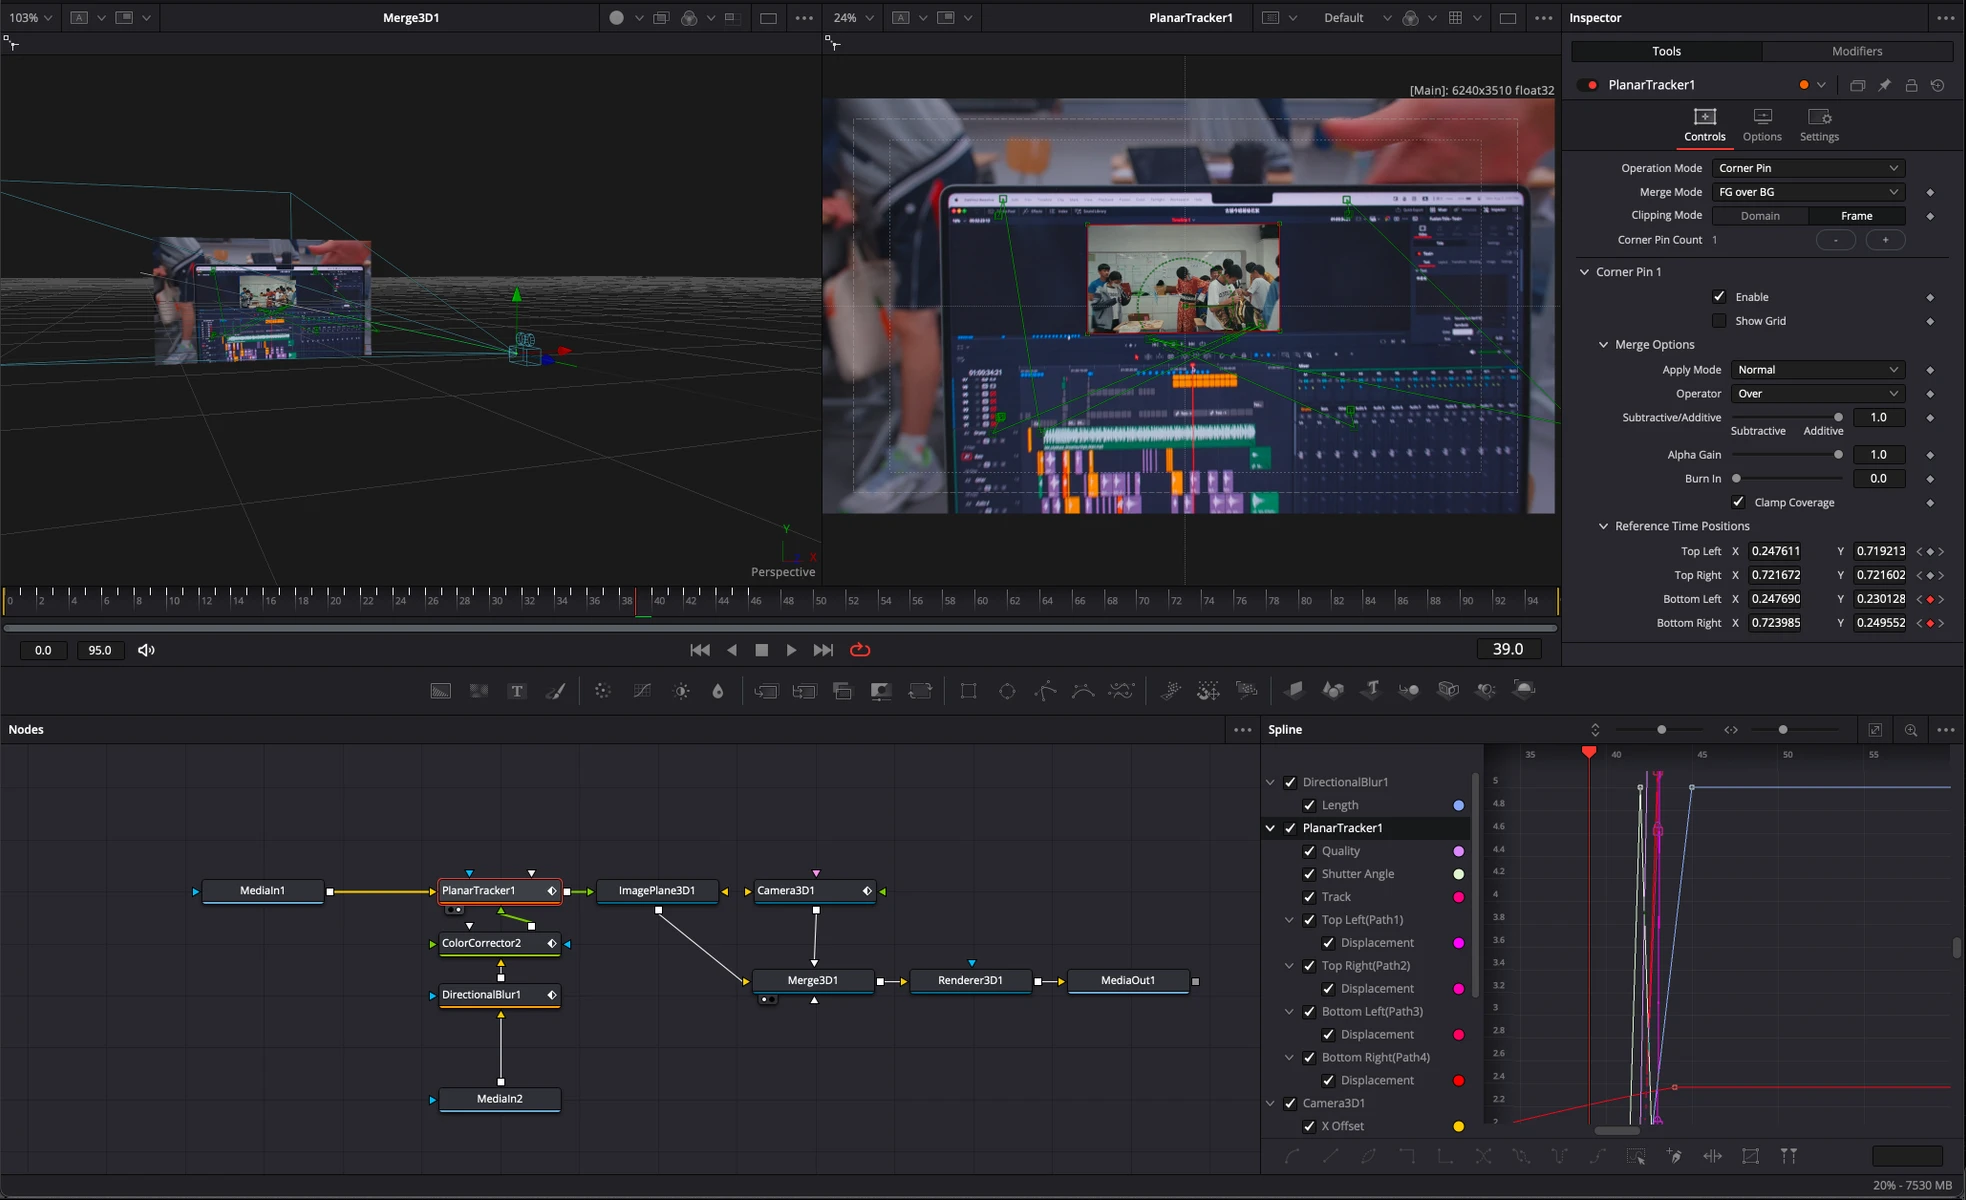 103%
A
Merge3D1
24%
A
PlanarTracker1
Default
Inspector
Tools
Modifiers
PlanarTracker1
Controls
Options
Settings
[Main]: 6240x3510 float32
Operation Mode
Corner Pin
Merge Mode
FG over BG
Clipping Mode
Domain
Frame
Corner Pin Count
1
-
+
Corner Pin 1
Enable
Show Grid
Merge Options
Apply Mode
Normal
Operator
Over
Subtractive/Additive
1.0
Subtractive
Additive
Alpha Gain
1.0
Burn In
0.0
Clamp Coverage
Reference Time Positions
Top Left X 0.247611 Y 0.719213
Top Right X 0.721672 Y 0.721602
Bottom Left X 0.247690 Y 0.230128
Bottom Right X 0.723985 Y 0.249552
01:00:34:21
Y
X
Perspective
0 2 4 6 8 10 12 14 16 18 20 22 24 26 28 30 32 34 36 38 40 42 44 46 48 50 52 54 56 58 60 62 64 66 68 70 72 74 76 78 80 82 84 86 88 90 92 94
0.0
95.0
39.0
T
T
Nodes
MediaIn1
PlanarTracker1
ImagePlane3D1
Camera3D1
ColorCorrector2
Merge3D1
Renderer3D1
MediaOut1
DirectionalBlur1
MediaIn2
Spline
DirectionalBlur1
Length
PlanarTracker1
Quality
Shutter Angle
Track
Top Left(Path1)
Displacement
Top Right(Path2)
Displacement
Bottom Left(Path3)
Displacement
Bottom Right(Path4)
Displacement
Camera3D1
X Offset
35 40 45 50 55
5
4.8
4.6
4.4
4.2
4
3.8
3.6
3.4
3.2
3
2.8
2.6
2.4
2.2
2
20% - 7530 MB